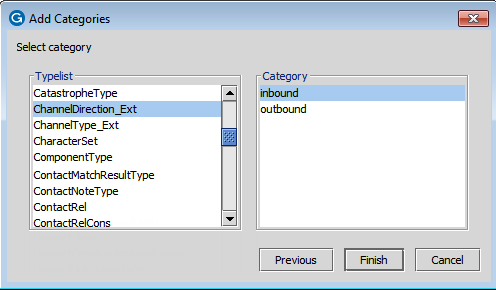 Add Categories
Select category
Typelist
CatastropheType
ChannelDirection_Ext
ChannelType_Ext
CharacterSet
ComponentType
ContactMatchResultType
ContactNoteType
ContactRel
ContactRelCons
Category
inbound
outbound
Previous
Finish
Cancel